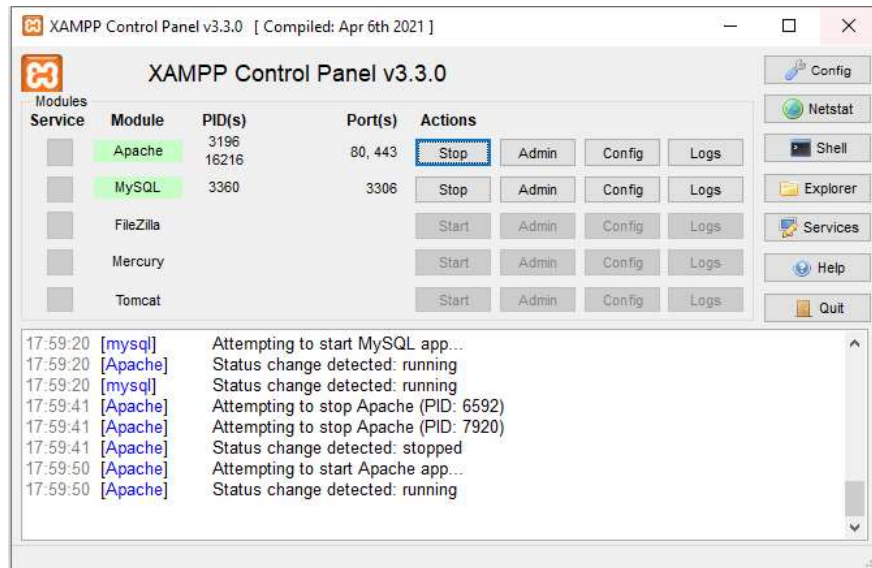 XAMPP Control Panel v3.3.0 [ Compiled: Apr 6th 2021 ]
XAMPP Control Panel v3.3.0
Config
Modules
Service Module PID(s) Port(s) Actions
Netstat
Apache 3196 16216 80, 443 Stop Admin Config Logs
Shell
MySQL 3360 3306 Stop Admin Config Logs
Explorer
FileZilla Start Admin Config Logs
Services
Mercury Start Admin Config Logs
Help
Tomcat Start Admin Config Logs
Quit
17:59:20 [mysql] Attempting to start MySQL app...
17:59:20 [Apache] Status change detected: running
17:59:20 [mysql] Status change detected: running
17:59:41 [Apache] Attempting to stop Apache (PID: 6592)
17:59:41 [Apache] Attempting to stop Apache (PID: 7920)
17:59:41 [Apache] Status change detected: stopped
17:59:50 [Apache] Attempting to start Apache app...
17:59:50 [Apache] Status change detected: running